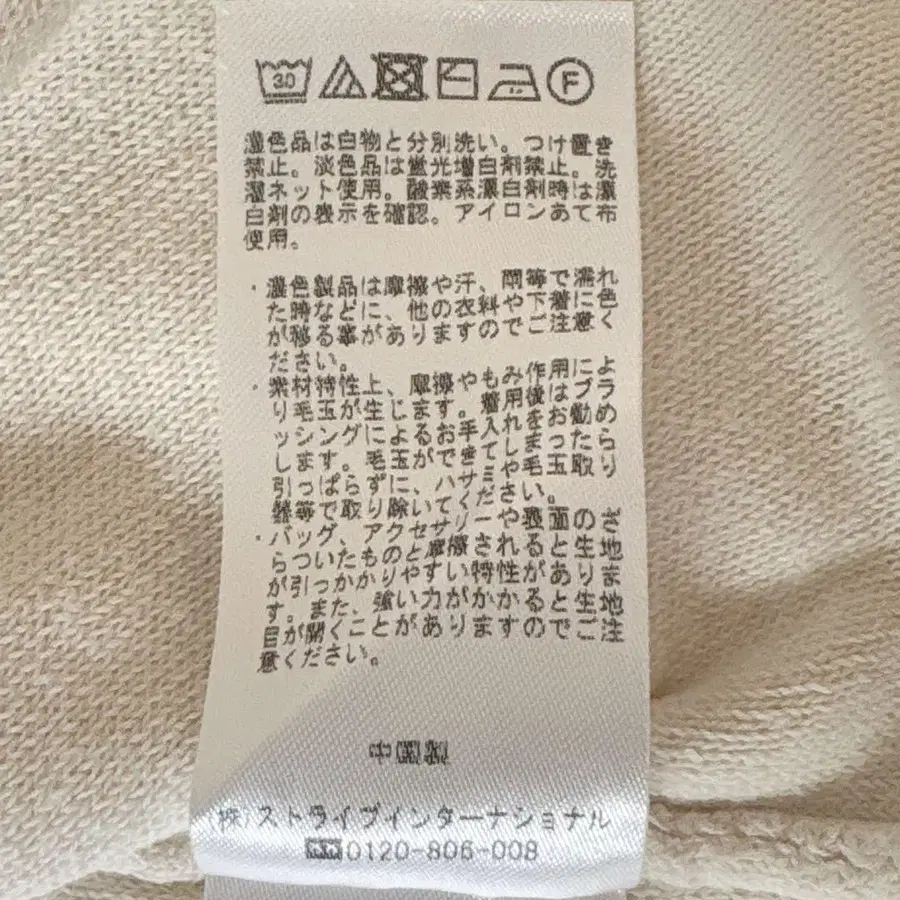 30 F
濃色品は白物と分別洗い。つけ置き
禁止。淡色品は蛍光増白剤禁止。洗
濯ネット使用。酸素系漂白剤時は漂
白剤の表示を確認。アイロンあて布
使用。
・濃色製品は摩擦や汗、雨等で濡れ
た時などに、他の衣料や下着に色
が移る事がありますのでご注意く
ださい。
・素材特性上、摩擦やもみ作用によ
り毛玉が生じます。着用後はブラ
ッシングによるお手入れをお勧め
します。毛玉ができてしまったら
引っぱらずに、ハサミや毛玉取り
器等で取り除いてください。
・バッグ、アクセサリーや表面のざ
らついたものと摩擦されると生地
が引っかかりやすい特性がありま
す。また、強い力がかかると生地
目が開くことがありますのでご注
意ください。
中国製
(株)ストライプインターナショナル
0120-806-008